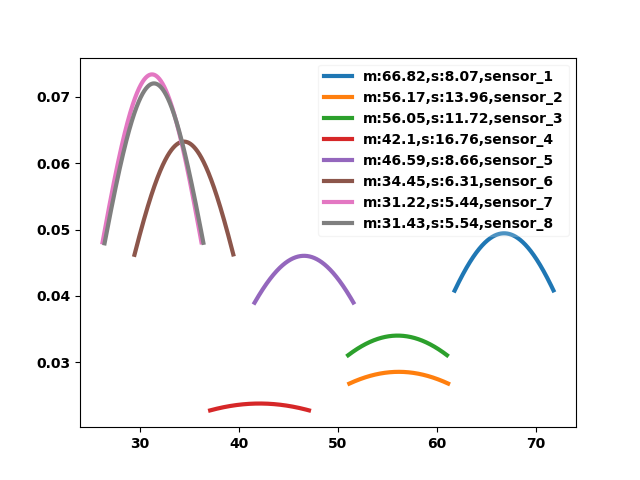 m:66.82,s:8.07,sensor_1
m:56.17,s:13.96,sensor_2
m:56.05,s:11.72,sensor_3
m:42.1,s:16.76,sensor_4
m:46.59,s:8.66,sensor_5
m:34.45,s:6.31,sensor_6
m:31.22,s:5.44,sensor_7
m:31.43,s:5.54,sensor_8
0.07
0.06
0.05
0.04
0.03
30 40 50 60 70